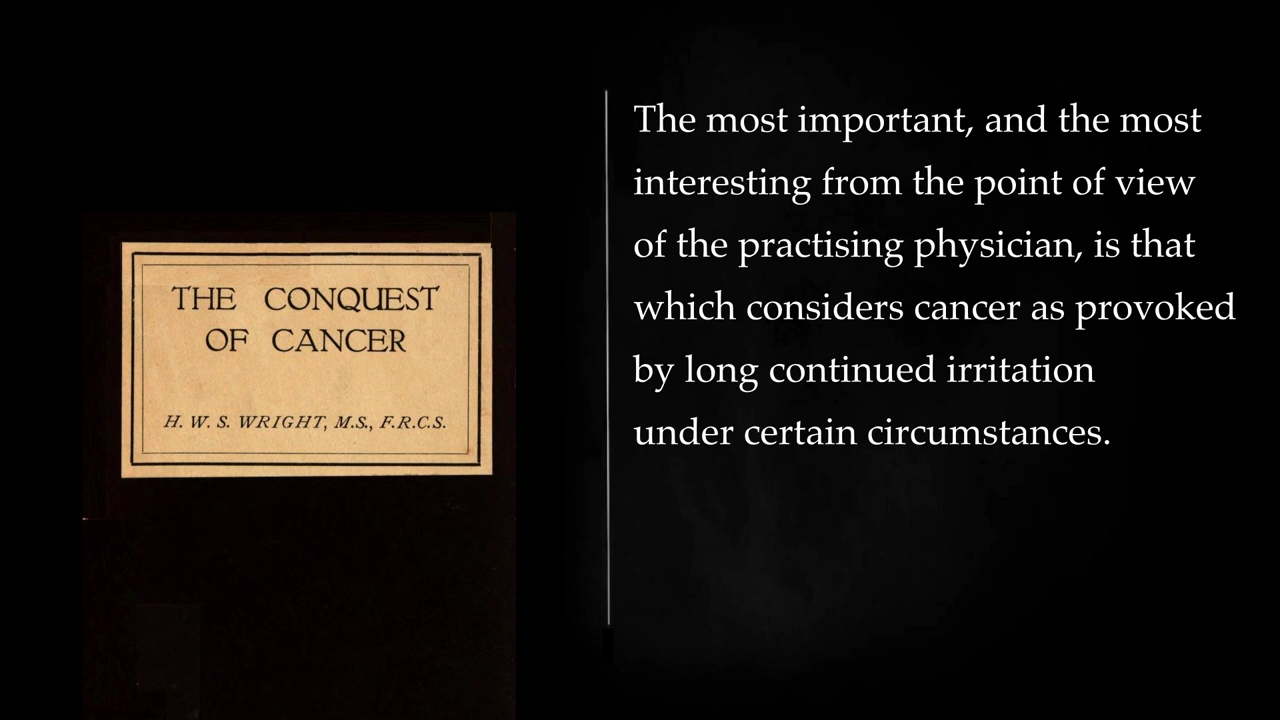 THE CONQUEST
OF CANCER
H. W. S. WRIGHT, M.S., F.R.C.S.
The most important, and the most
interesting from the point of view
of the practising physician, is that
which considers cancer as provoked
by long continued irritation
under certain circumstances.